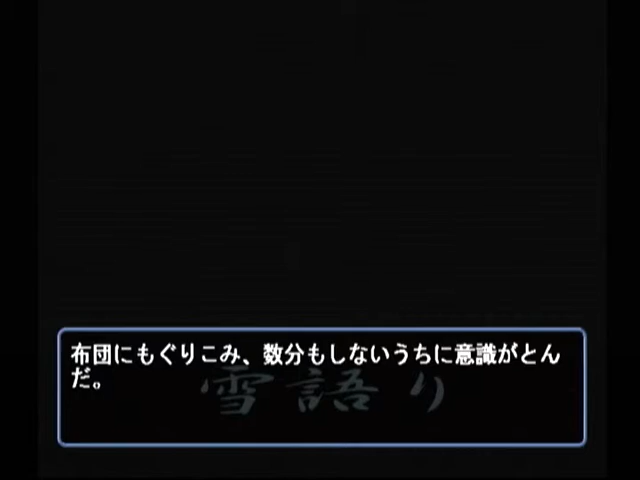 布団にもぐりこみ、数分もしないうちに意識がとん
だ。
雪語り